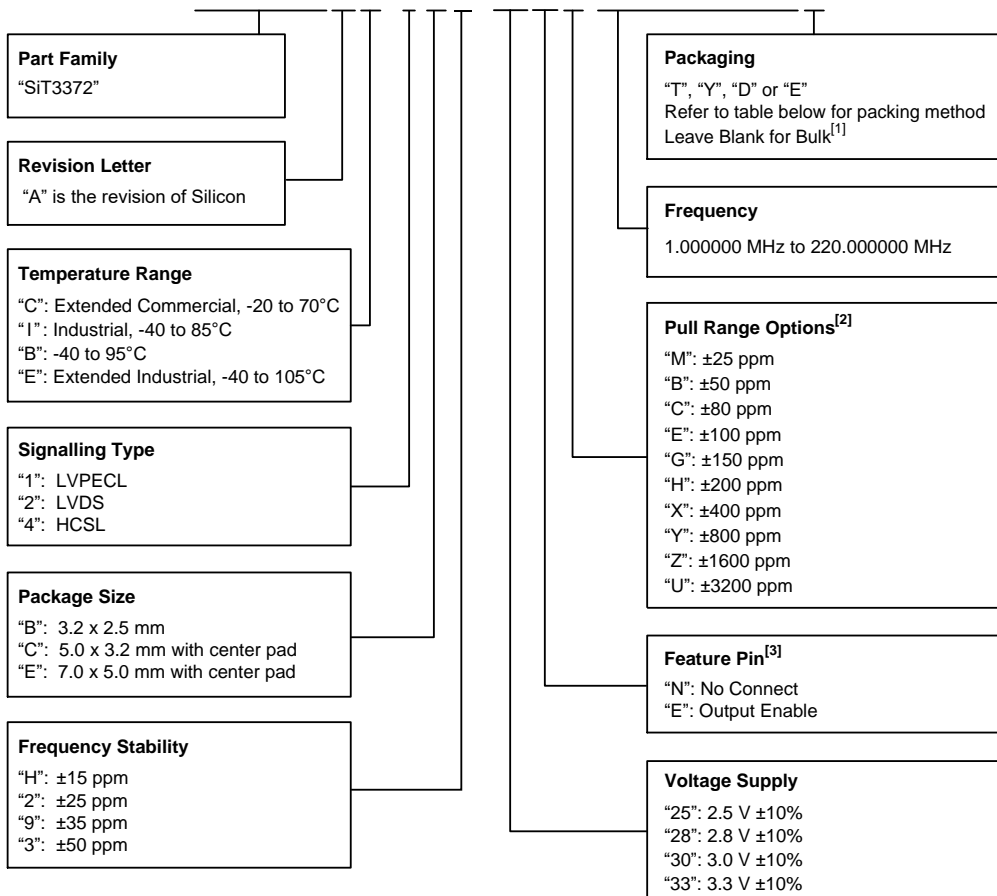 Part Family
“SiT3372”
Revision Letter
“A” is the revision of Silicon
Temperature Range
“C”: Extended Commercial, -20 to 70°C
“I”: Industrial, -40 to 85°C
“B”: -40 to 95°C
“E”: Extended Industrial, -40 to 105°C
Signalling Type
“1”: LVPECL
“2”: LVDS
“4”: HCSL
Package Size
“B”: 3.2 x 2.5 mm
“C”: 5.0 x 3.2 mm with center pad
“E”: 7.0 x 5.0 mm with center pad
Frequency Stability
“H”: ±15 ppm
“2”: ±25 ppm
“9”: ±35 ppm
“3”: ±50 ppm
Packaging
“T”, “Y”, “D” or “E”
Refer to table below for packing method
Leave Blank for Bulk[1]
Frequency
1.000000 MHz to 220.000000 MHz
Pull Range Options[2]
“M”: ±25 ppm
“B”: ±50 ppm
“C”: ±80 ppm
“E”: ±100 ppm
“G”: ±150 ppm
“H”: ±200 ppm
“X”: ±400 ppm
“Y”: ±800 ppm
“Z”: ±1600 ppm
“U”: ±3200 ppm
Feature Pin[3]
“N”: No Connect
“E”: Output Enable
Voltage Supply
“25”: 2.5 V ±10%
“28”: 2.8 V ±10%
“30”: 3.0 V ±10%
“33”: 3.3 V ±10%